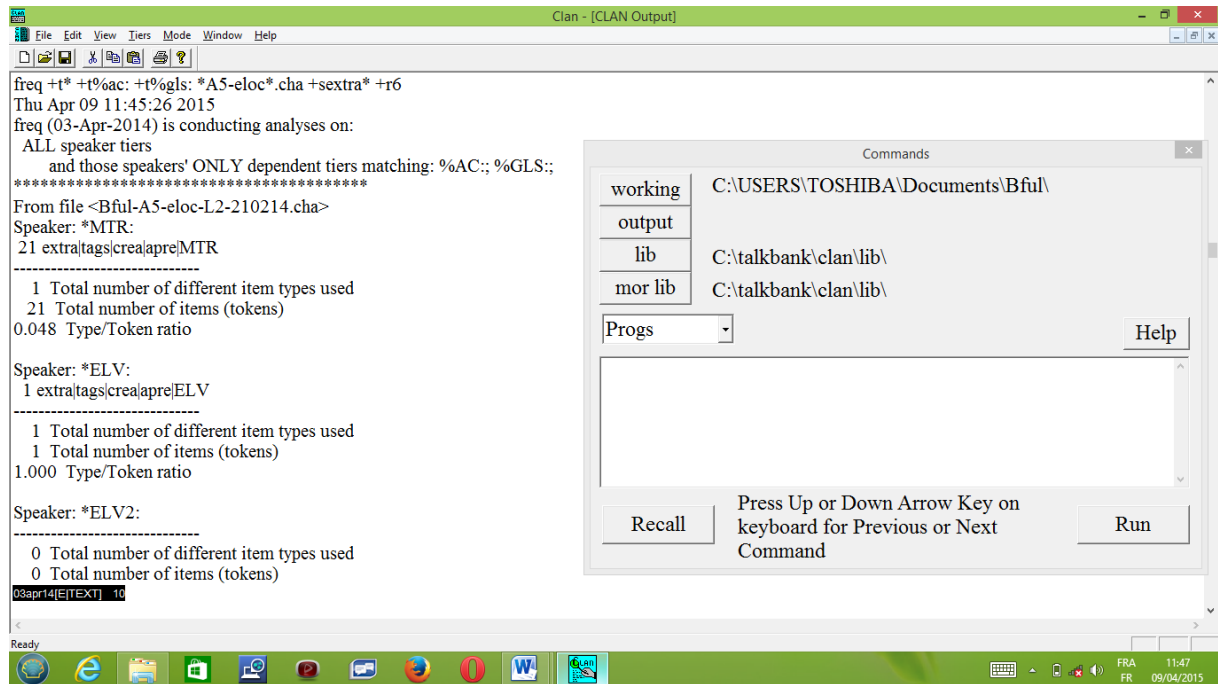 Clan - [CLAN Output]
File Edit View Tiers Mode Window Help
freq +t* +t%ac: +t%gls: *A5-eloc*.cha +sextra* +r6
Thu Apr 09 11:45:26 2015
freq (03-Apr-2014) is conducting analyses on:
ALL speaker tiers
and those speakers' ONLY dependent tiers matching: %AC:; %GLS:;
****************************************
From file <Bful-A5-eloc-L2-210214.cha>
Speaker: *MTR:
21 extra|tags|crea|apre|MTR
------------------------------
1 Total number of different item types used
21 Total number of items (tokens)
0.048 Type/Token ratio
Speaker: *ELV:
1 extra|tags|crea|apre|ELV
------------------------------
1 Total number of different item types used
1 Total number of items (tokens)
1.000 Type/Token ratio
Speaker: *ELV2:
------------------------------
0 Total number of different item types used
0 Total number of items (tokens)
03apr14[E|TEXT] 10
Ready
Commands
working C:\USERS\TOSHIBA\Documents\Bful\
output
lib C:\talkbank\clan\lib\
mor lib C:\talkbank\clan\lib\
Progs
Help
Recall
Press Up or Down Arrow Key on
keyboard for Previous or Next
Command
Run
FRA
FR
11:47
09/04/2015